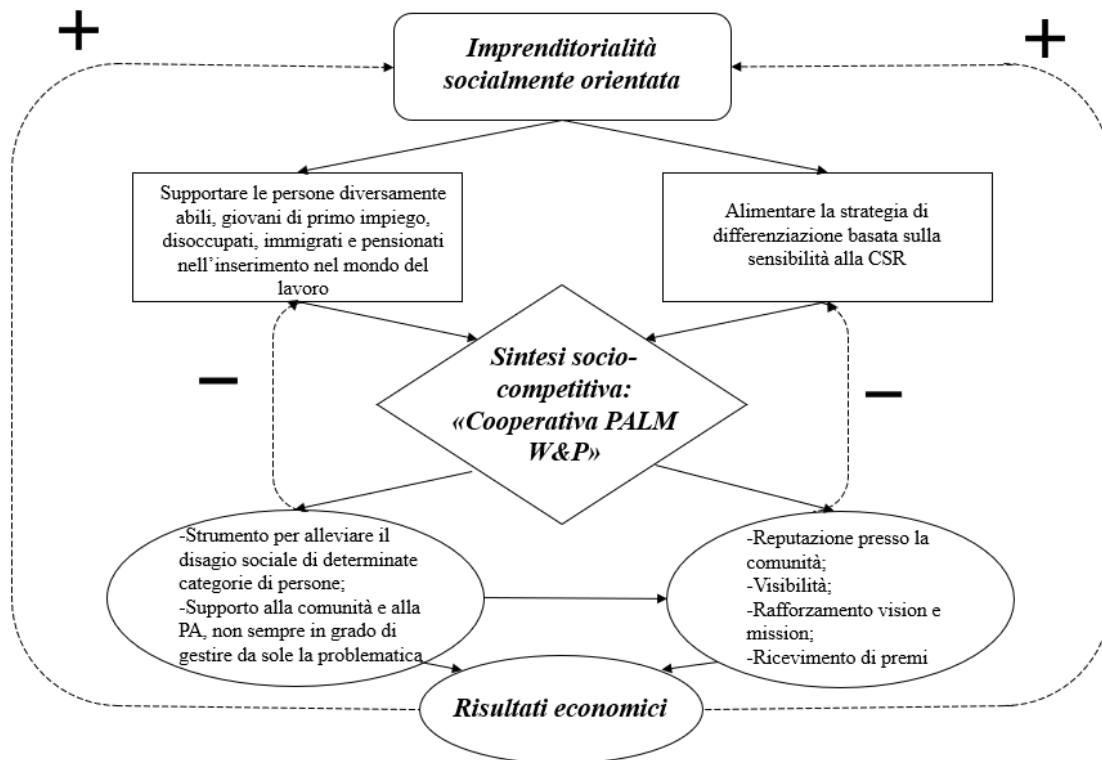 +
+
Imprenditorialità
socialmente orientata
Supportare le persone diversamente
abili, giovani di primo impiego,
disoccupati, immigrati e pensionati
nell’inserimento nel mondo del
lavoro
Alimentare la strategia di
differenziazione basata sulla
sensibilità alla CSR
–
Sintesi socio-
competitiva:
«Cooperativa PALM
W&P»
–
-Strumento per alleviare il
disagio sociale di determinate
categorie di persone;
-Supporto alla comunità e alla
PA, non sempre in grado di
gestire da sole la problematica
-Reputazione presso la
comunità;
-Visibilità;
-Rafforzamento vision e
mission;
-Ricevimento di premi
Risultati economici